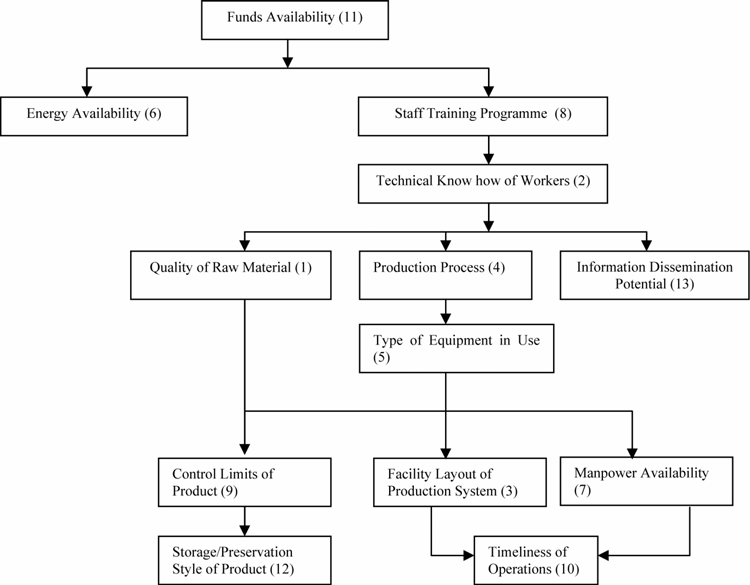 Funds Availability (11)
Energy Availability (6)
Staff Training Programme (8)
Technical Know how of Workers (2)
Quality of Raw Material (1)
Production Process (4)
Information Dissemination
Potential (13)
Type of Equipment in Use
(5)
Control Limits of
Product (9)
Facility Layout of
Production System (3)
Manpower Availability
(7)
Storage/Preservation
Style of Product (12)
Timeliness of
Operations (10)